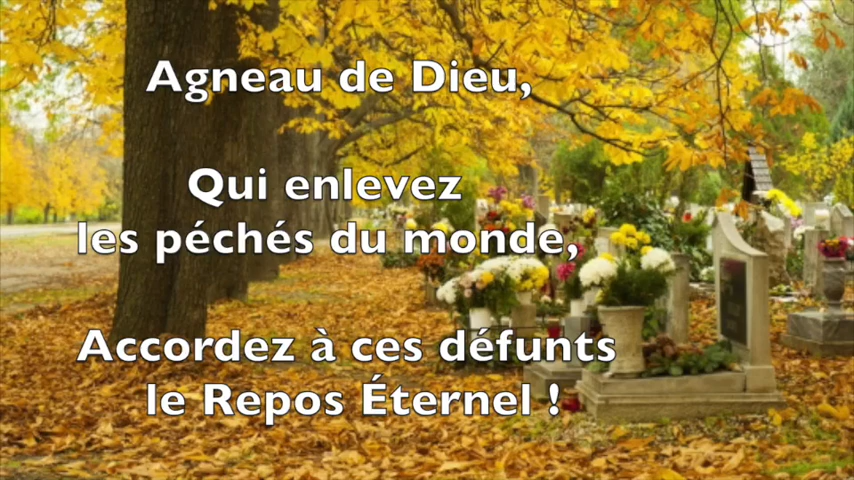 Agneau de Dieu,
Qui enlevez
les péchés du monde,
Accordez à ces défunts
le Repos Éternel !